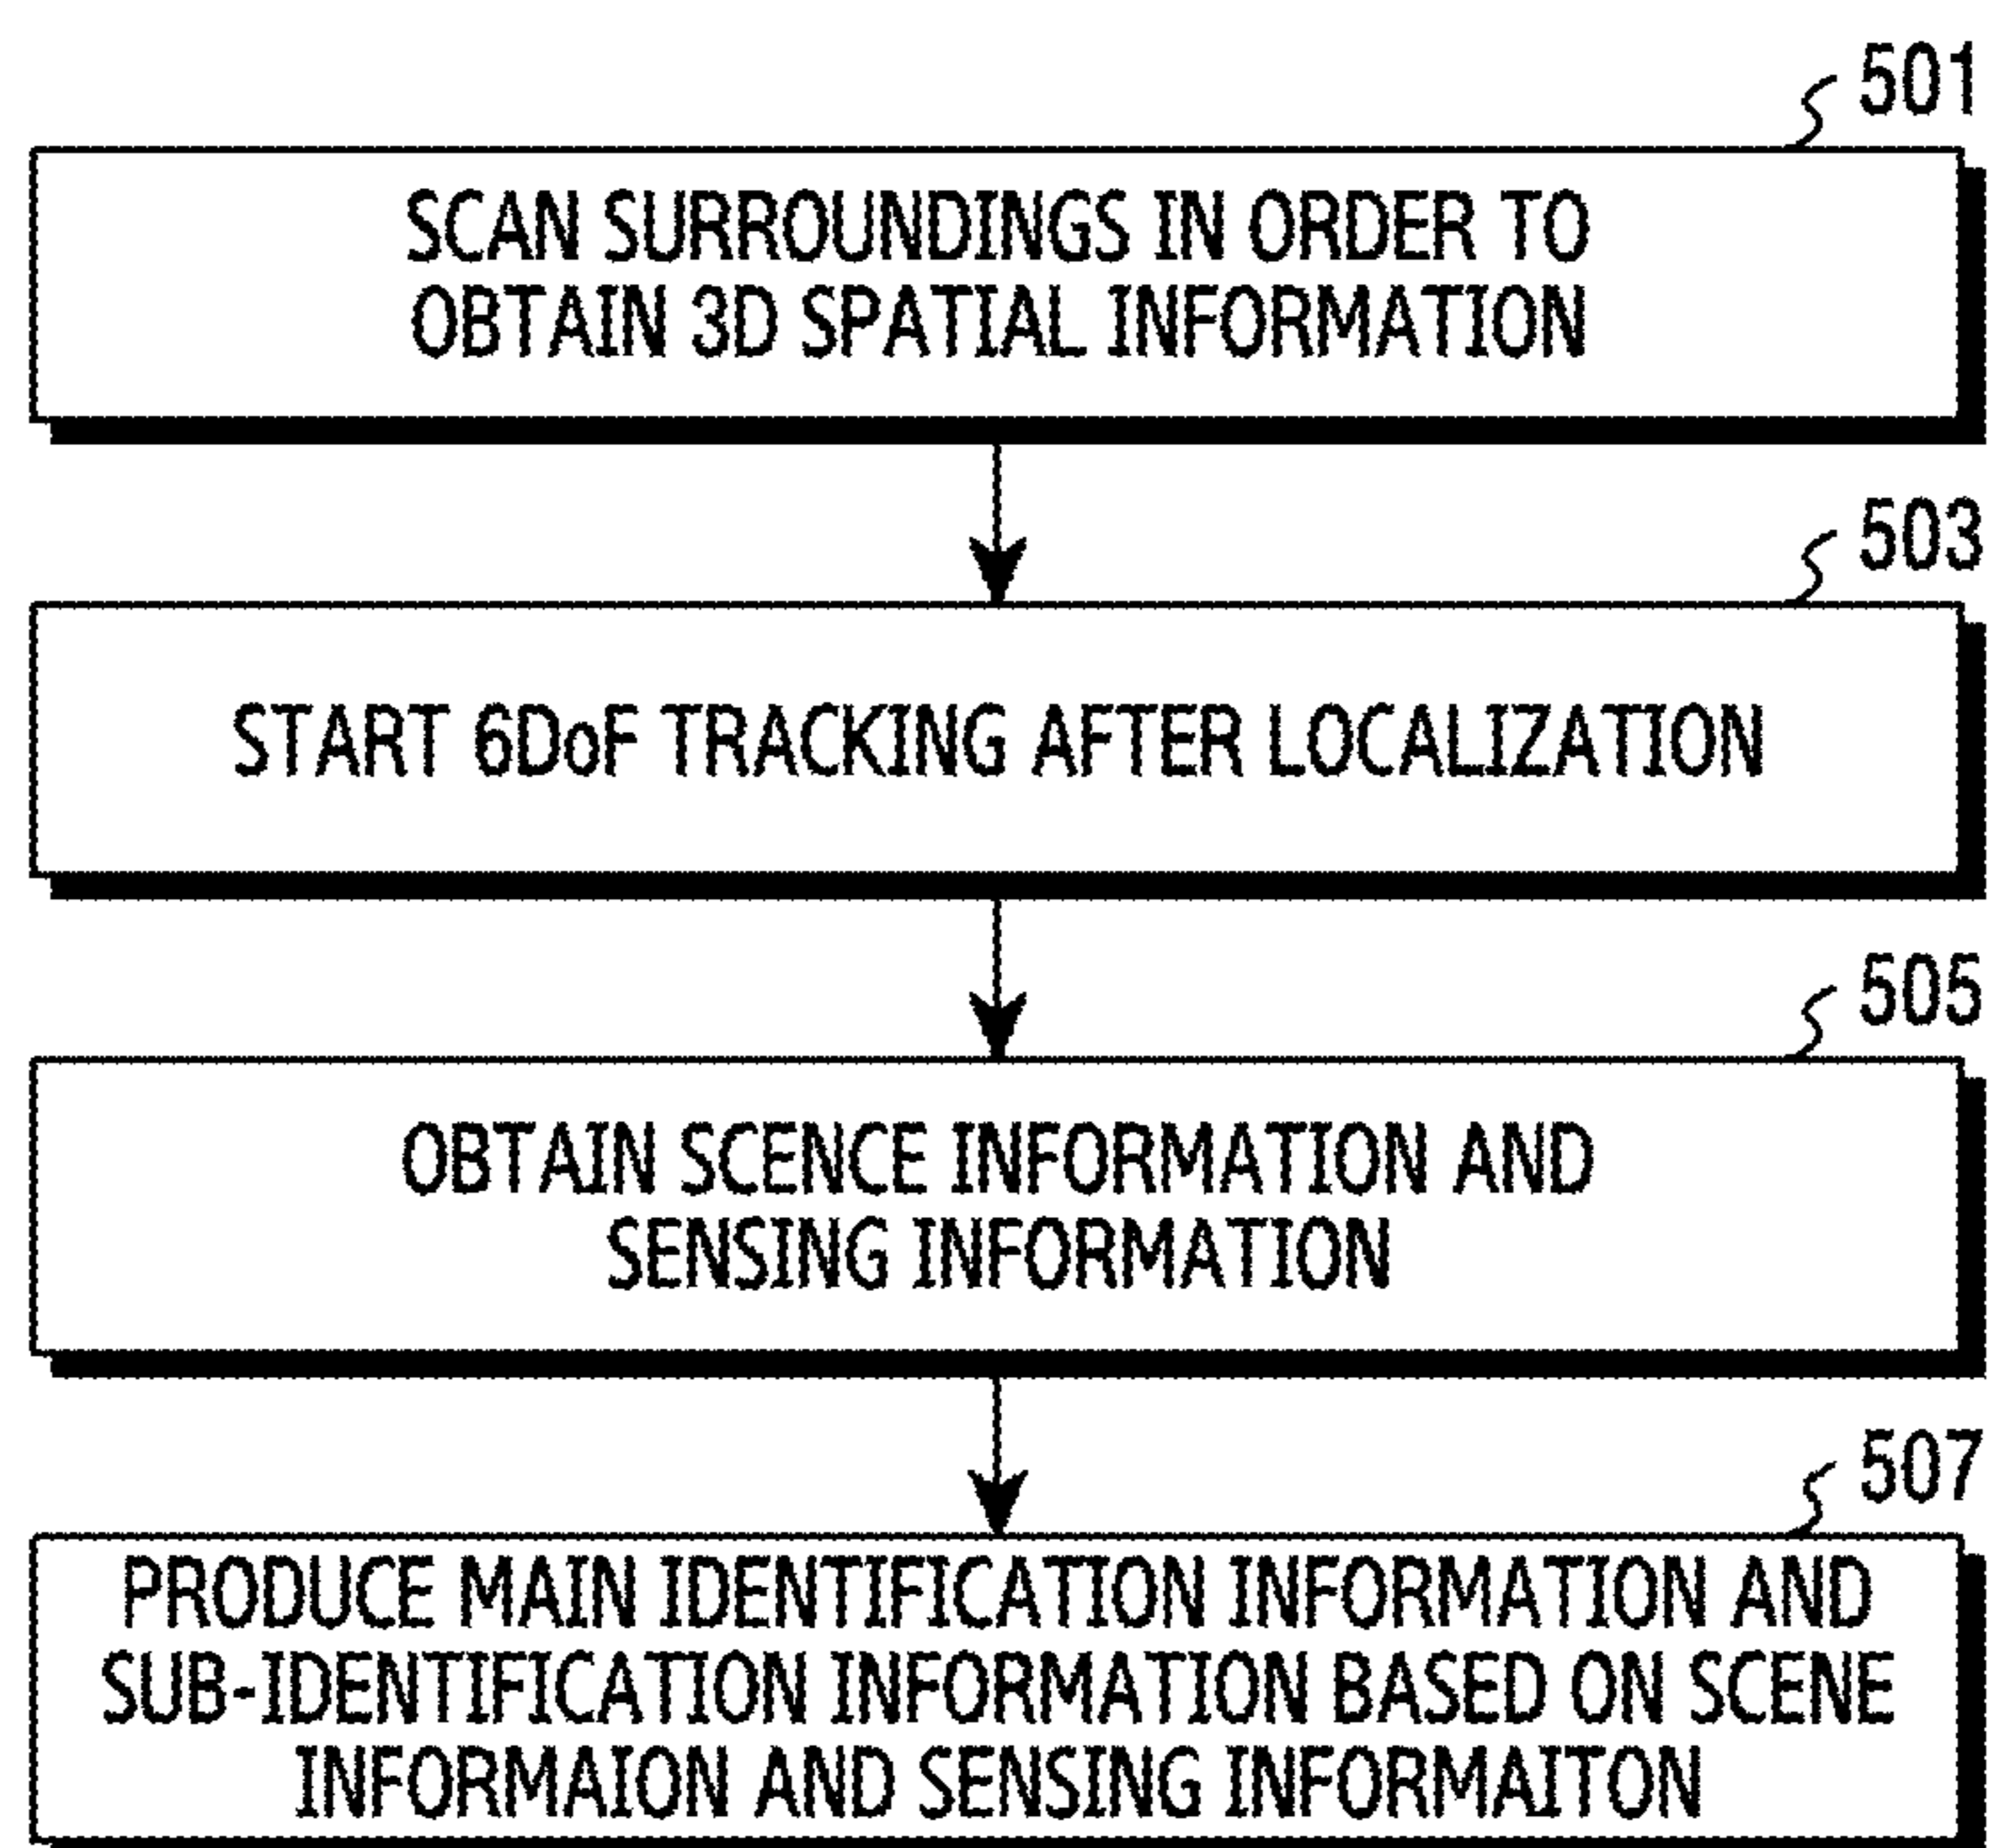 501
SCAN SURROUNDINGS IN ORDER TO
OBTAIN 3D SPATIAL INFORMATION
503
START 6DoF TRACKING AFTER LOCALIZATION
505
OBTAIN SCENCE INFORMATION AND
SENSING INFORMATION
507
PRODUCE MAIN IDENTIFICATION INFORMATION AND
SUB-IDENTIFICATION INFORMATION BASED ON SCENE
INFORMAION AND SENSING INFORMAITON